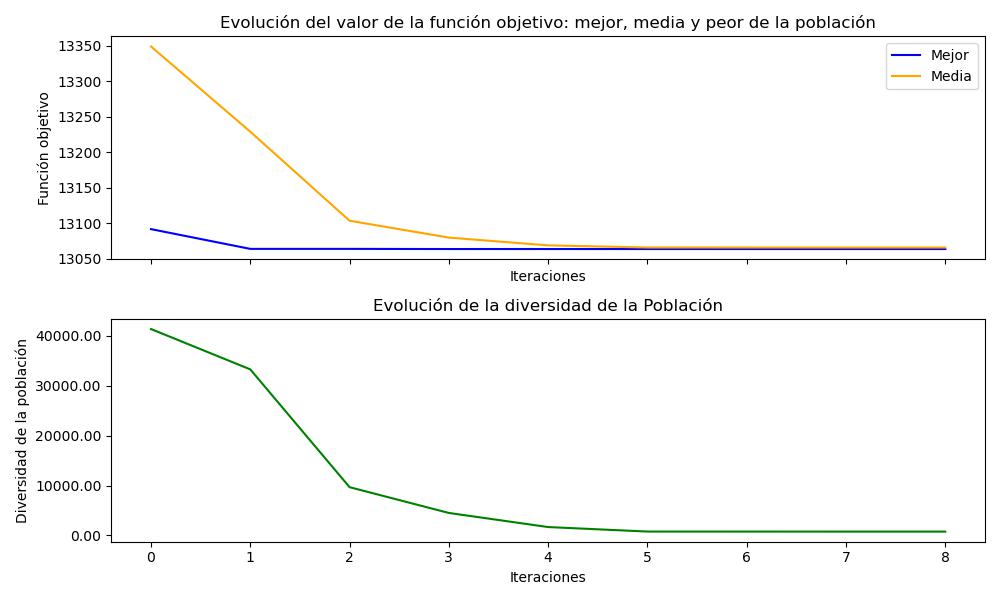 Evolución del valor de la función objetivo: mejor, media y peor de la población
Función objetivo
13350
13300
13250
13200
13150
13100
13050
Mejor
Media
Iteraciones
Evolución de la diversidad de la Población
Diversidad de la población
40000.00
30000.00
20000.00
10000.00
0.00
0 1 2 3 4 5 6 7 8
Iteraciones